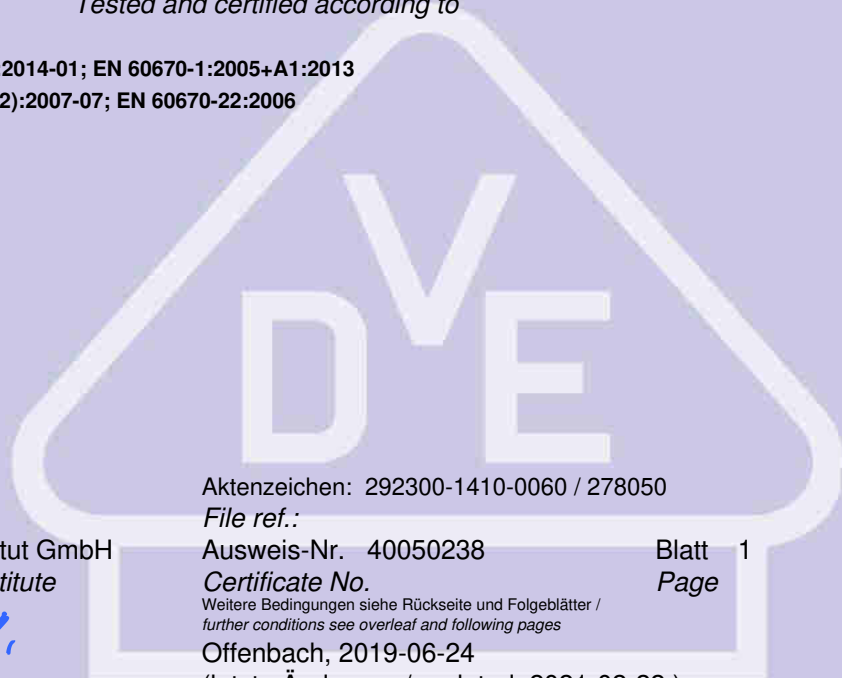 Tested and certified according to
:2014-01; EN 60670-1:2005+A1:2013
2):2007-07; EN 60670-22:2006
DVE
Aktenzeichen: 292300-1410-0060 / 278050
File ref.:
tut GmbH Ausweis-Nr. 40050238 Blatt 1
titute Certificate No. Page
Weitere Bedingungen siehe Rückseite und Folgeblätter /
further conditions see overleaf and following pages
Offenbach, 2019-06-24